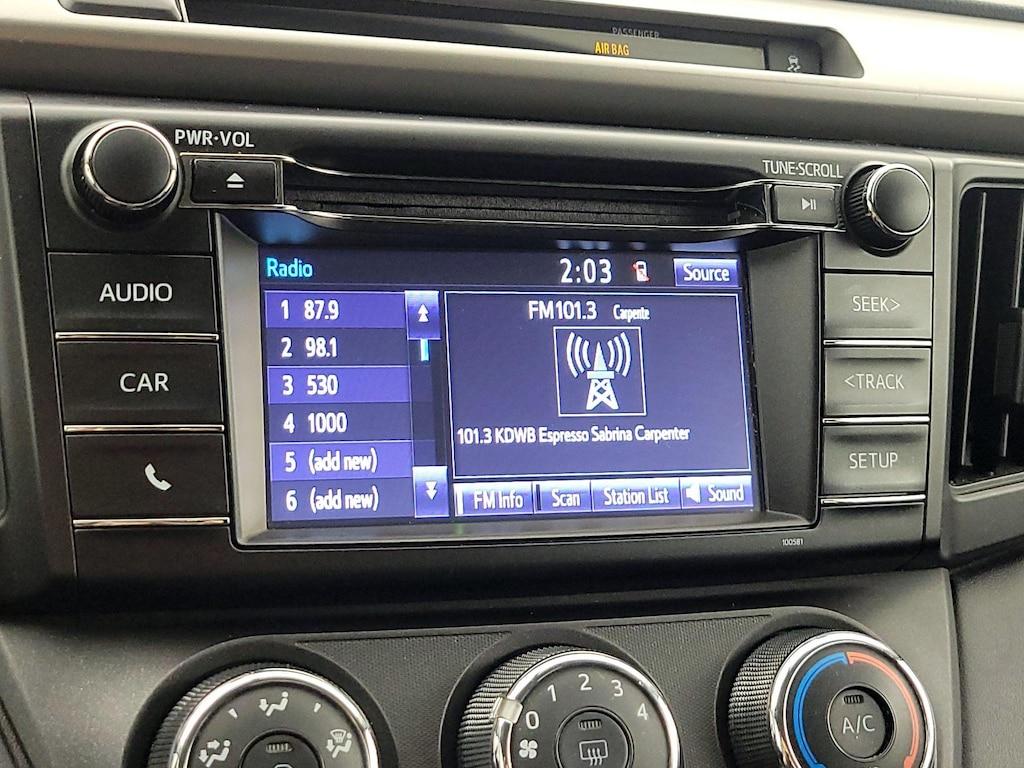 PASSENGER
AIR BAG
PWR·VOL
TUNE·SCROLL
AUDIO
CAR
Radio
2:03
Source
1 87.9
2 98.1
3 530
4 1000
5 (add new)
6 (add new)
FM101.3 Carpente
101.3 KDWB Espresso Sabrina Carpenter
FM Info
Scan
Station List
Sound
SEEK>
<TRACK
SETUP
100581
0 1 2 3 4
A/C